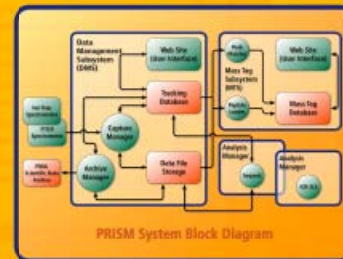 Data
Management
Subsystem
(DMS)
Web Site
(User Interface)
Tracking
Database
Capture
Manager
Archive
Manager
Data File
Storage
Mass Tag
Subsystem
(MTS)
Web Site
(User Interface)
Mass Tag
Database
Analysis
Manager
Analysis
Manager
PRISM System Block Diagram